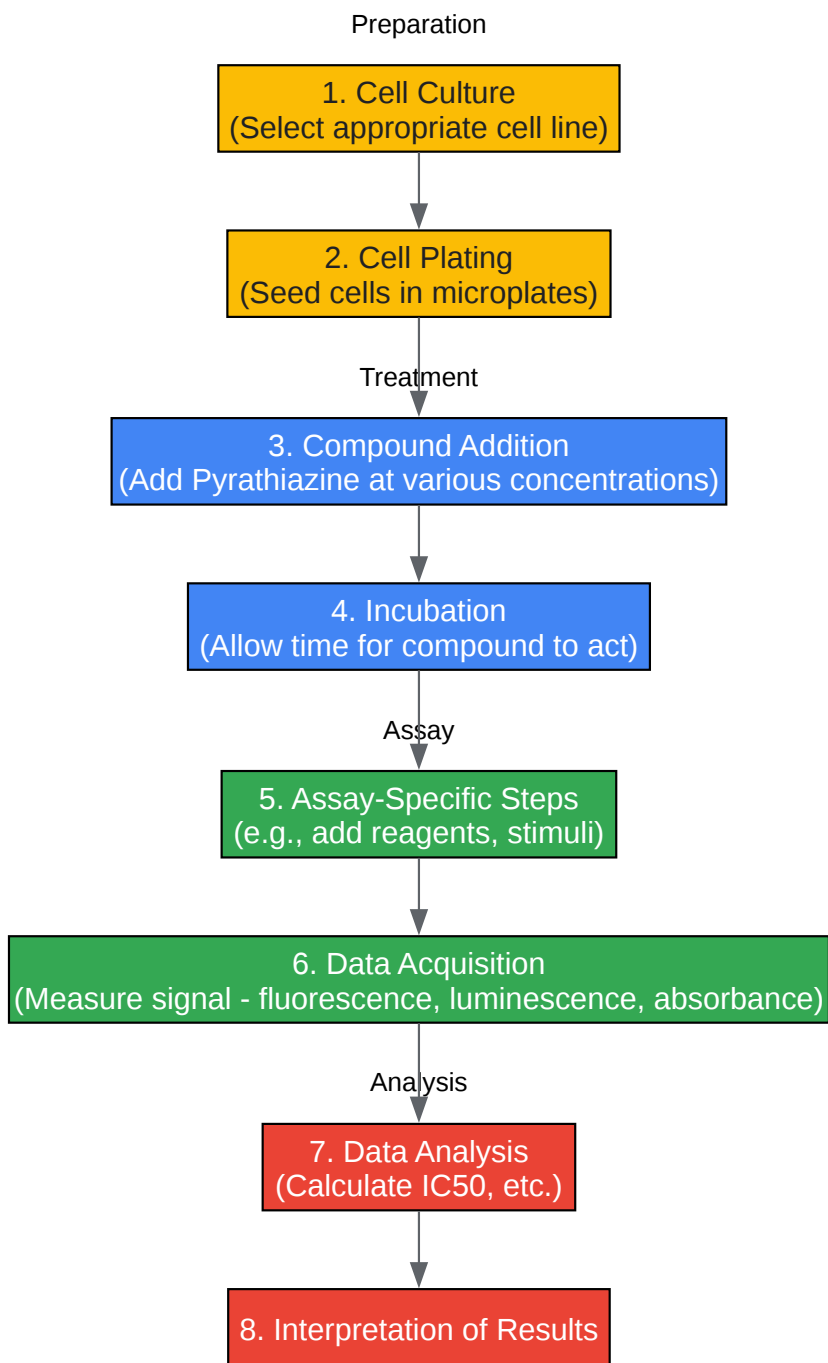 Preparation
1. Cell Culture
(Select appropriate cell line)
2. Cell Plating
(Seed cells in microplates)
Treatment
3. Compound Addition
(Add Pyrathiazine at various concentrations)
4. Incubation
(Allow time for compound to act)
Assay
5. Assay-Specific Steps
(e.g., add reagents, stimuli)
6. Data Acquisition
(Measure signal - fluorescence, luminescence, absorbance)
Analysis
7. Data Analysis
(Calculate IC50, etc.)
8. Interpretation of Results